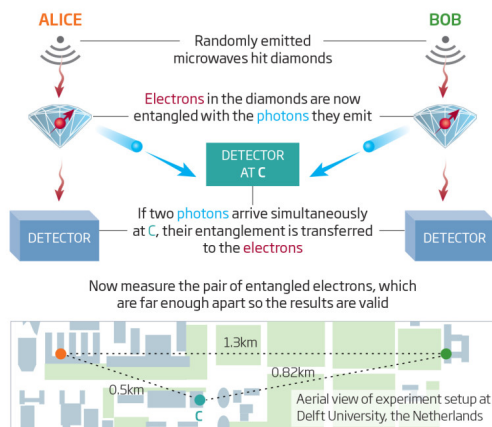 ALICE
BOB
Randomly emitted
microwaves hit diamonds
Electrons in the diamonds are now
entangled with the photons they emit
DETECTOR
AT C
If two photons arrive simultaneously
at C, their entanglement is transferred
to the electrons
DETECTOR
DETECTOR
Now measure the pair of entangled electrons, which
are far enough apart so the results are valid
1.3km
0.5km
0.82km
C
Aerial view of experiment setup at
Delft University, the Netherlands